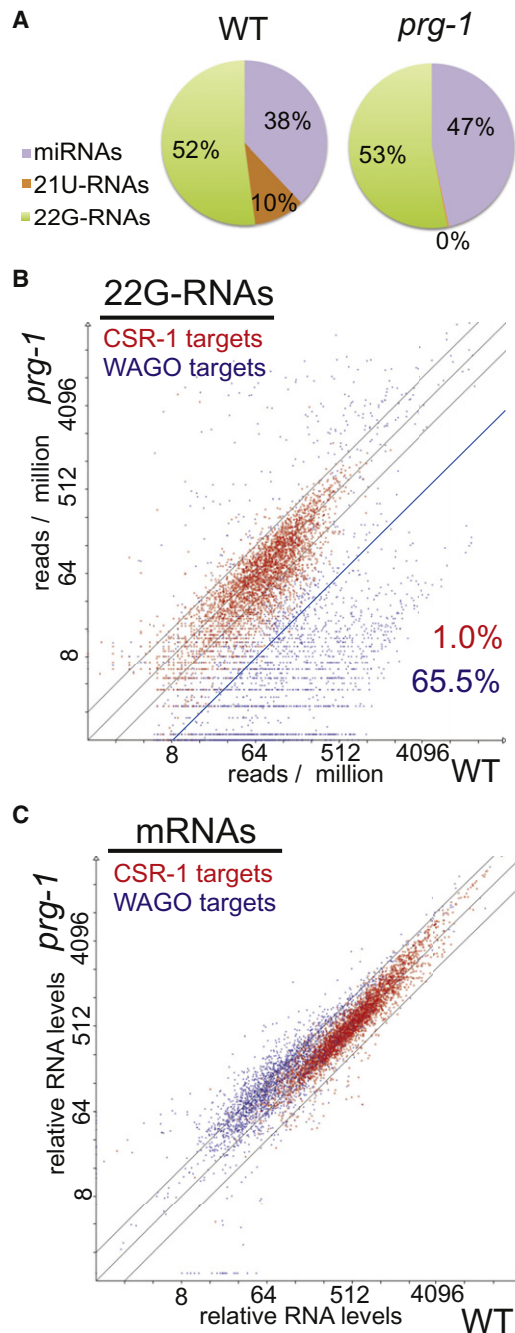 A
WT
prg-1
miRNAs
21U-RNAs
22G-RNAs
38%
52%
10%
47%
53%
0%
B
22G-RNAs
CSR-1 targets
WAGO targets
prg-1
reads / million
4096
512
64
8
1.0%
65.5%
8 64 512 4096
reads / million
WT
C
mRNAs
CSR-1 targets
WAGO targets
prg-1
relative RNA levels
4096
512
64
8
8 64 512 4096
relative RNA levels
WT